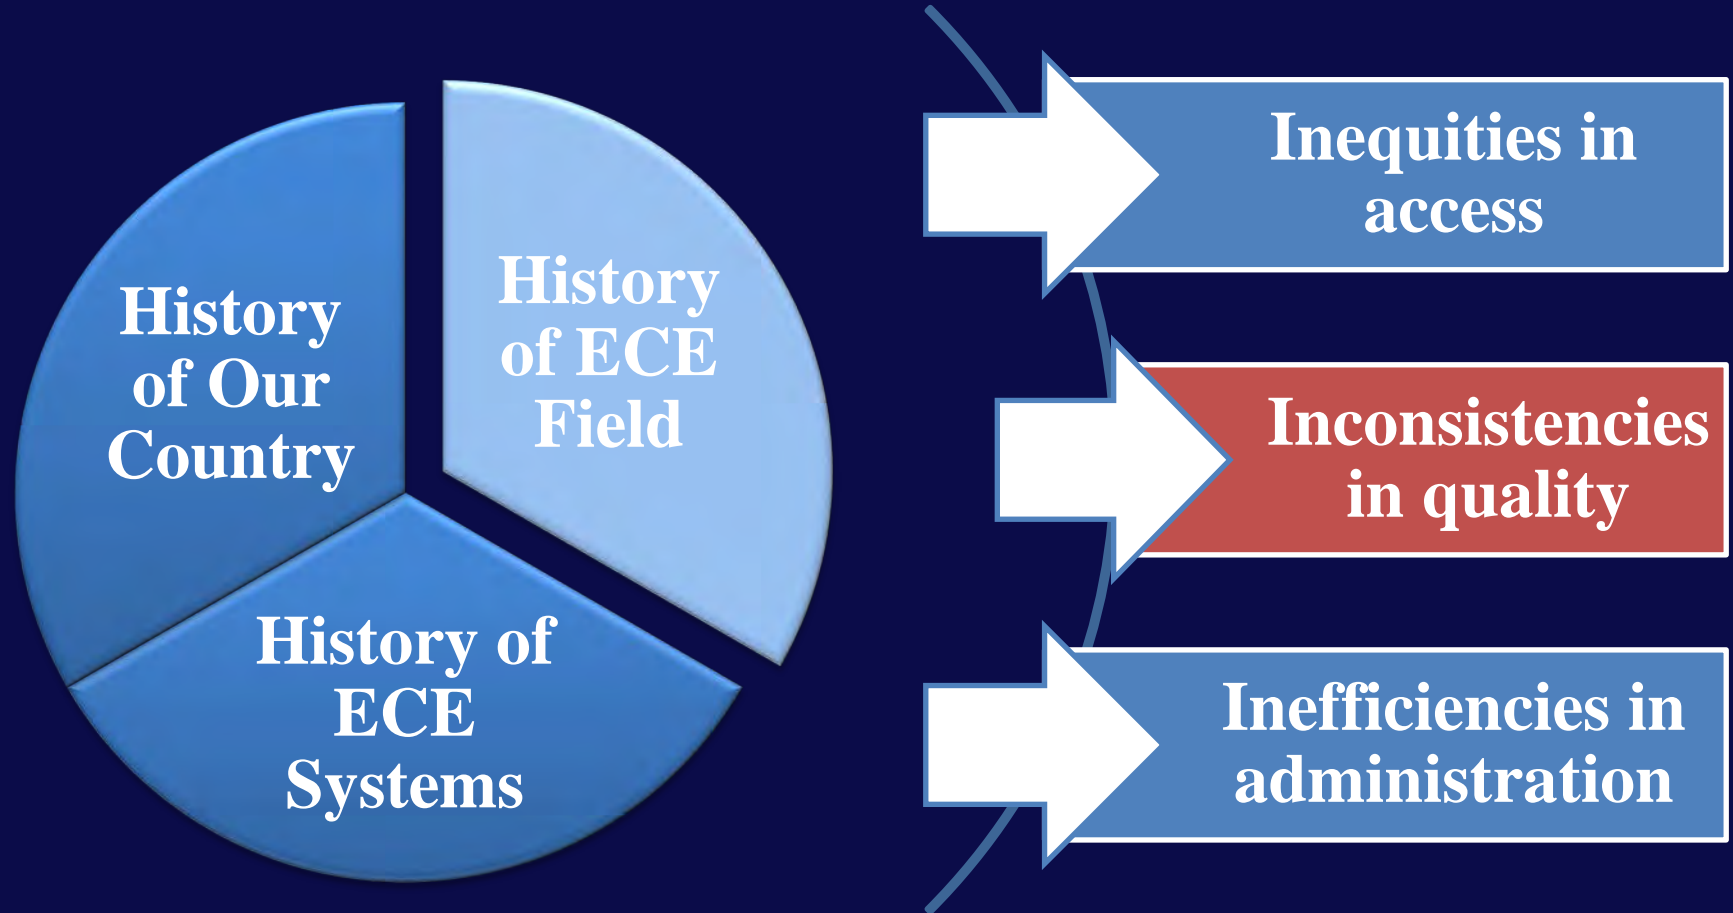 History
of Our
Country
History
of ECE
Field
History of
ECE
Systems
Inequities in
access
Inconsistencies
in quality
Inefficiencies in
administration